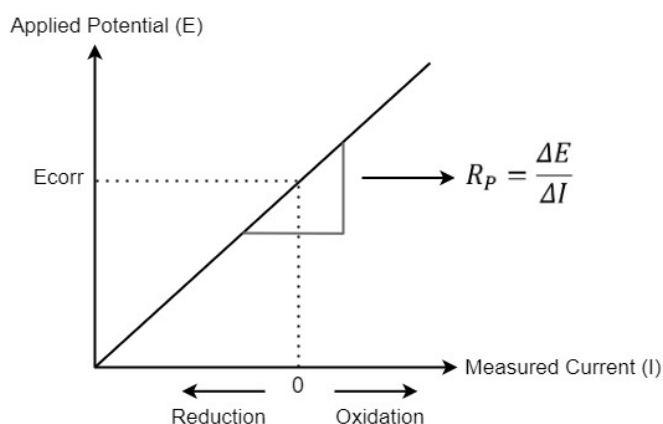 Applied Potential (E)
Ecorr
R_P = ΔE/ΔI
Measured Current (I)
0
Reduction
Oxidation